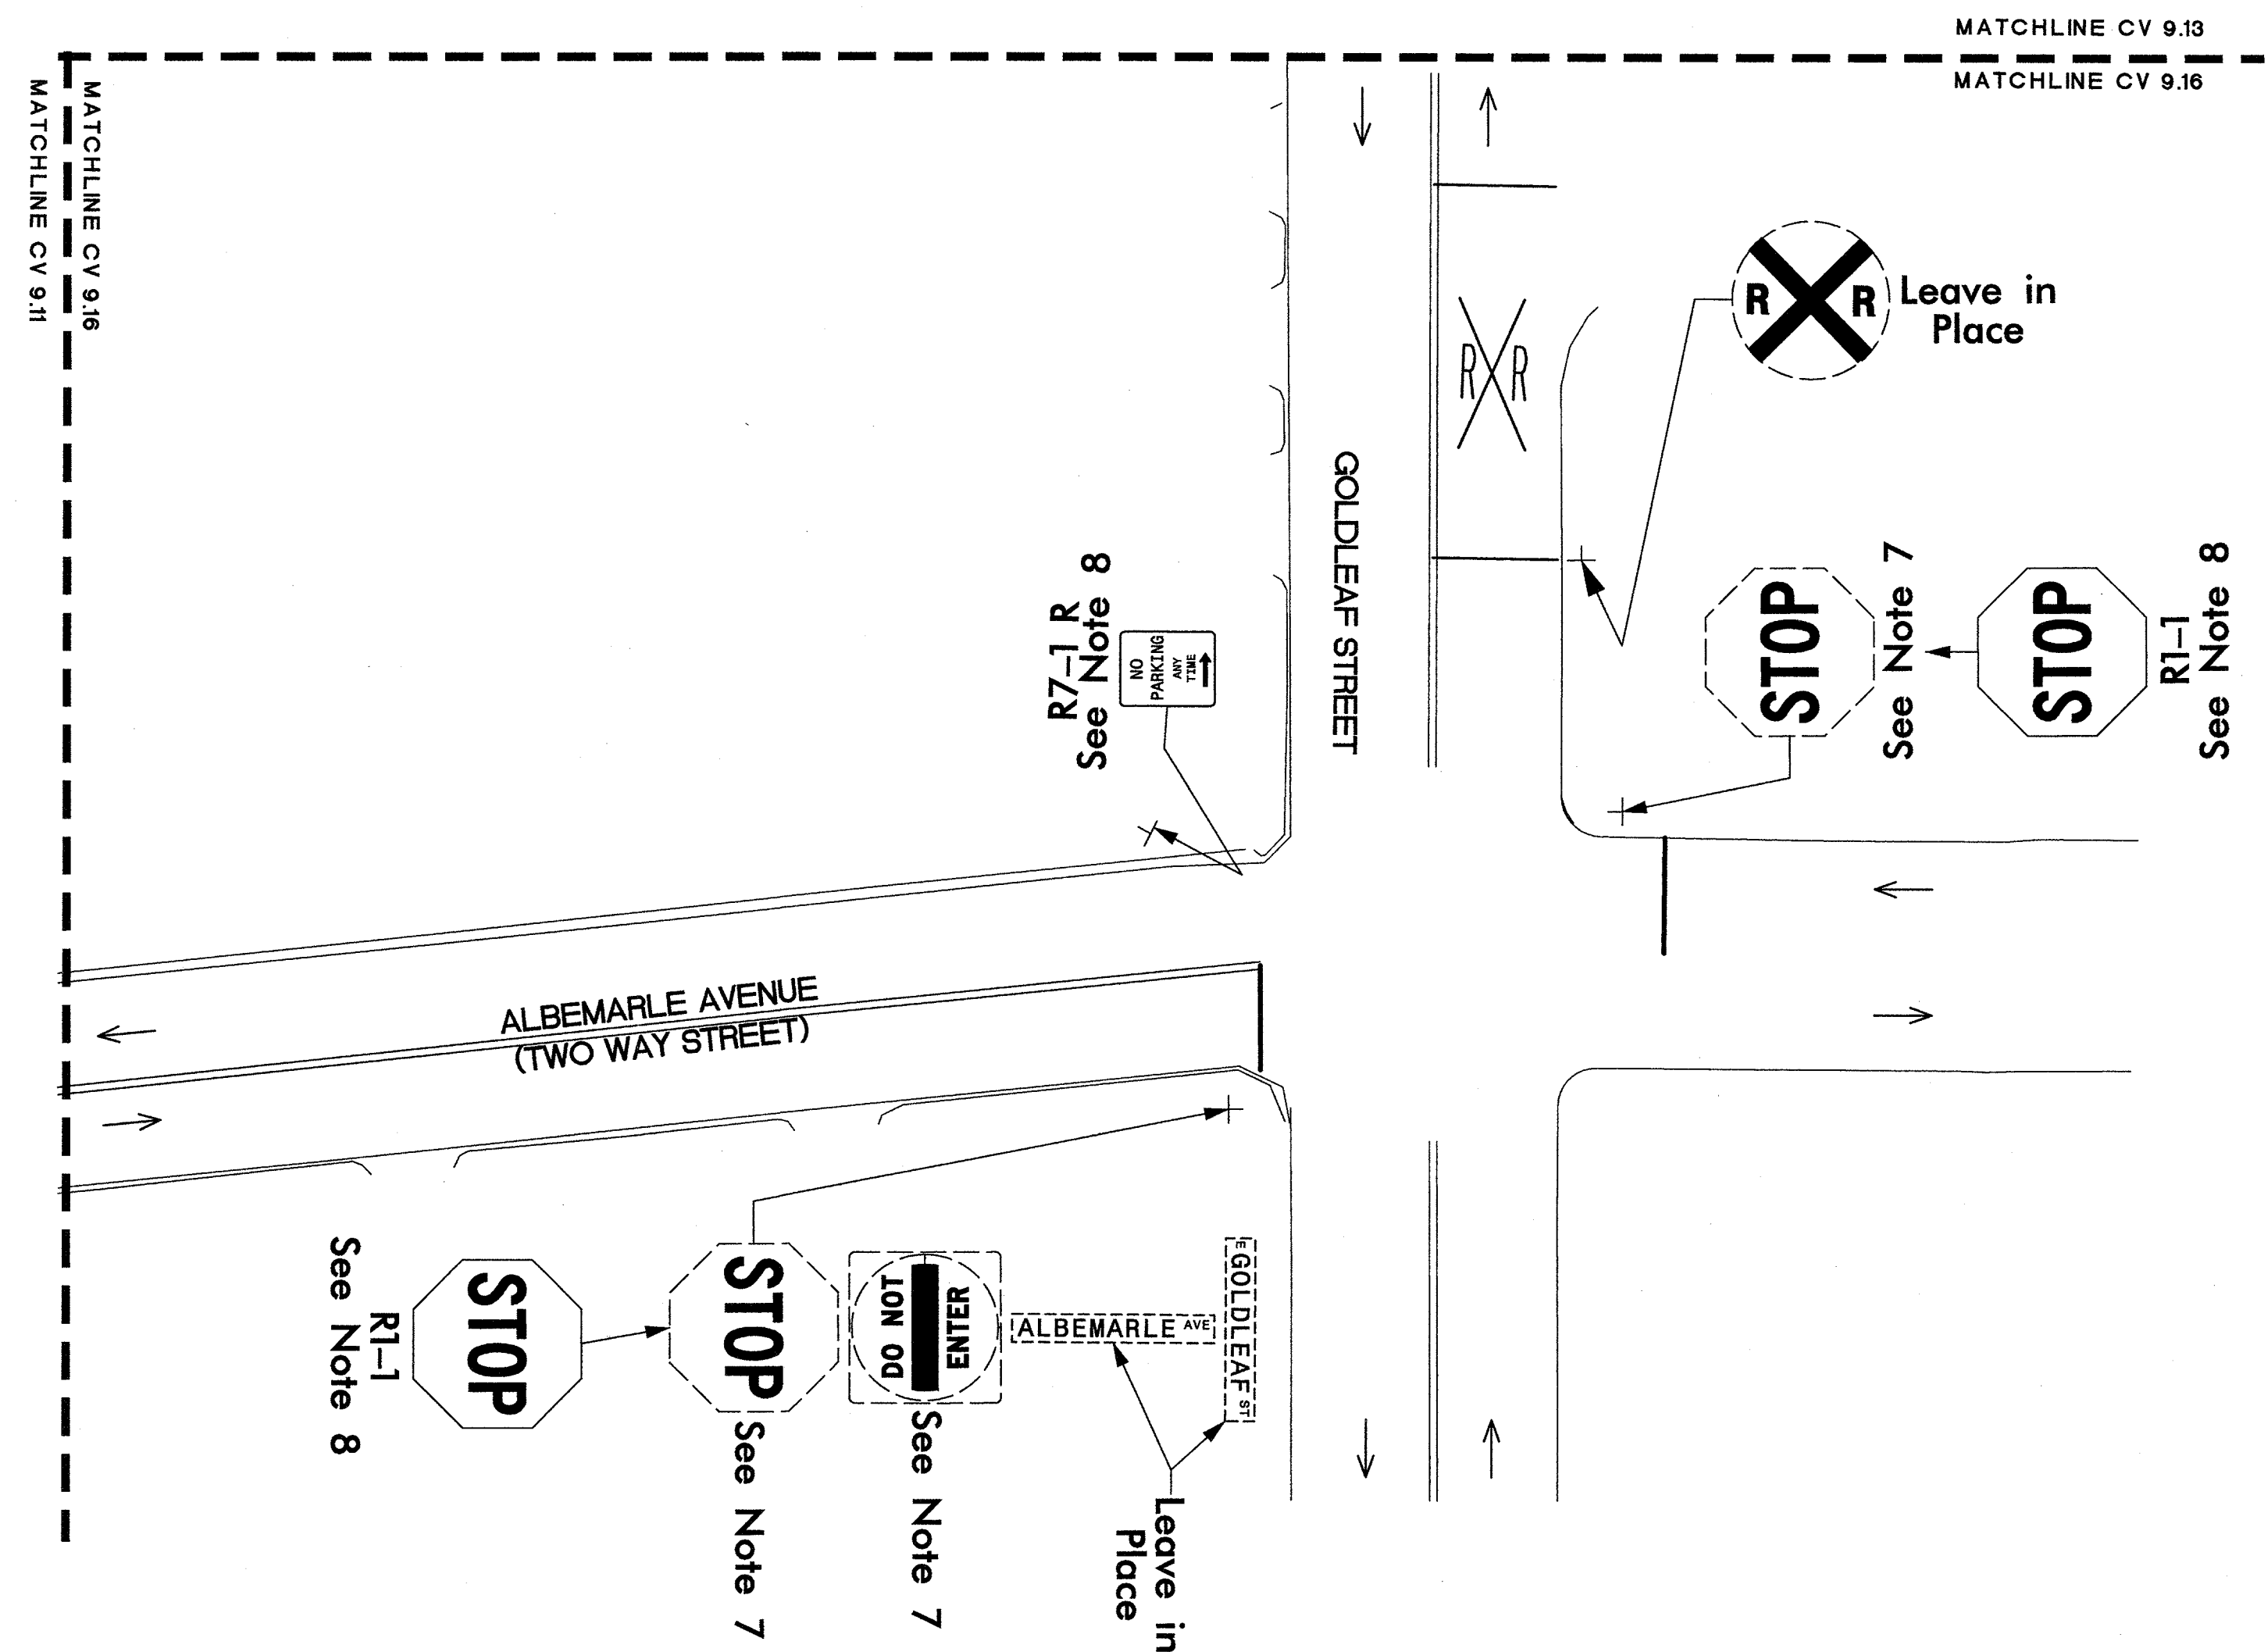 MATCHLINE CV 9.13
MATCHLINE CV 9.16
MATCHLINE CV 9.16
MATCHLINE CV 9.11
R R
Leave in
Place
R R
GOLDLEAF STREET
STOP
See Note 7
STOP
R1-1
See Note 8
R7-1 R
See Note 8
NO
PARKING
ANY
TIME
ALBEMARLE AVENUE
(TWO WAY STREET)
STOP
R1-1
See Note 8
STOP
See Note 7
DO NOT
ENTER
See Note 7
ALBEMARLE AVE
E GOLDLEAF ST
Leave in
Place